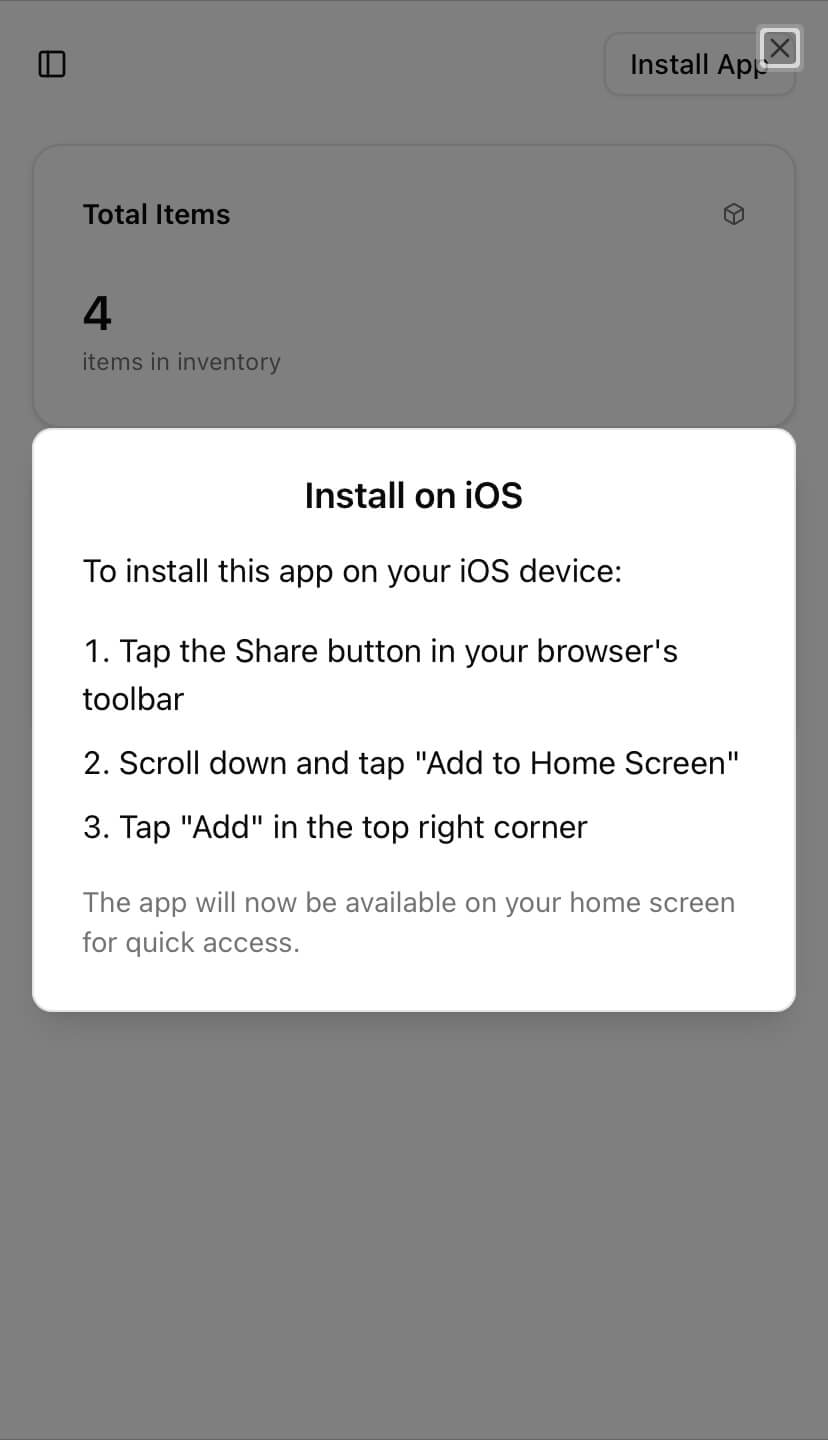 Install App
Total Items
4
items in inventory
Install on iOS
To install this app on your iOS device:
1. Tap the Share button in your browser's
toolbar
2. Scroll down and tap "Add to Home Screen"
3. Tap "Add" in the top right corner
The app will now be available on your home screen
for quick access.